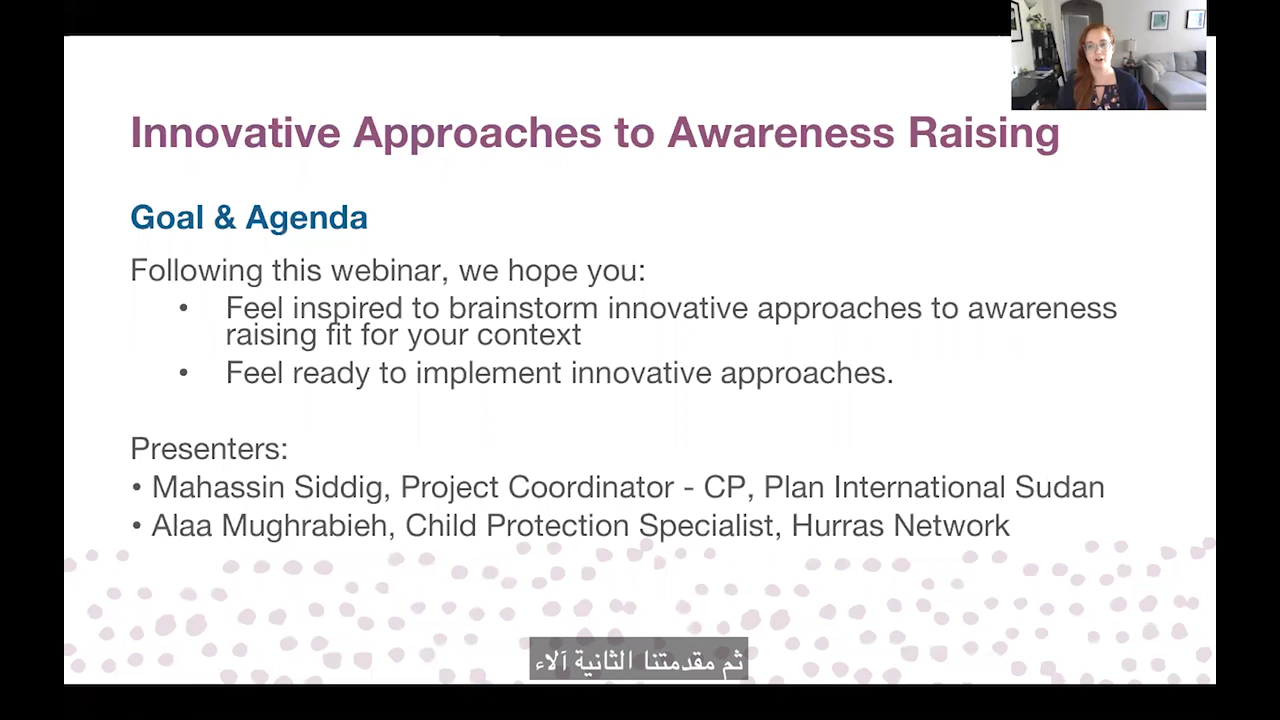 Innovative Approaches to Awareness Raising
Goal & Agenda
Following this webinar, we hope you:
• Feel inspired to brainstorm innovative approaches to awareness
raising fit for your context
• Feel ready to implement innovative approaches.
Presenters:
• Mahassin Siddig, Project Coordinator - CP, Plan International Sudan
• Alaa Mughrabieh, Child Protection Specialist, Hurras Network
ثم مقدمتنا الثانية آلاء